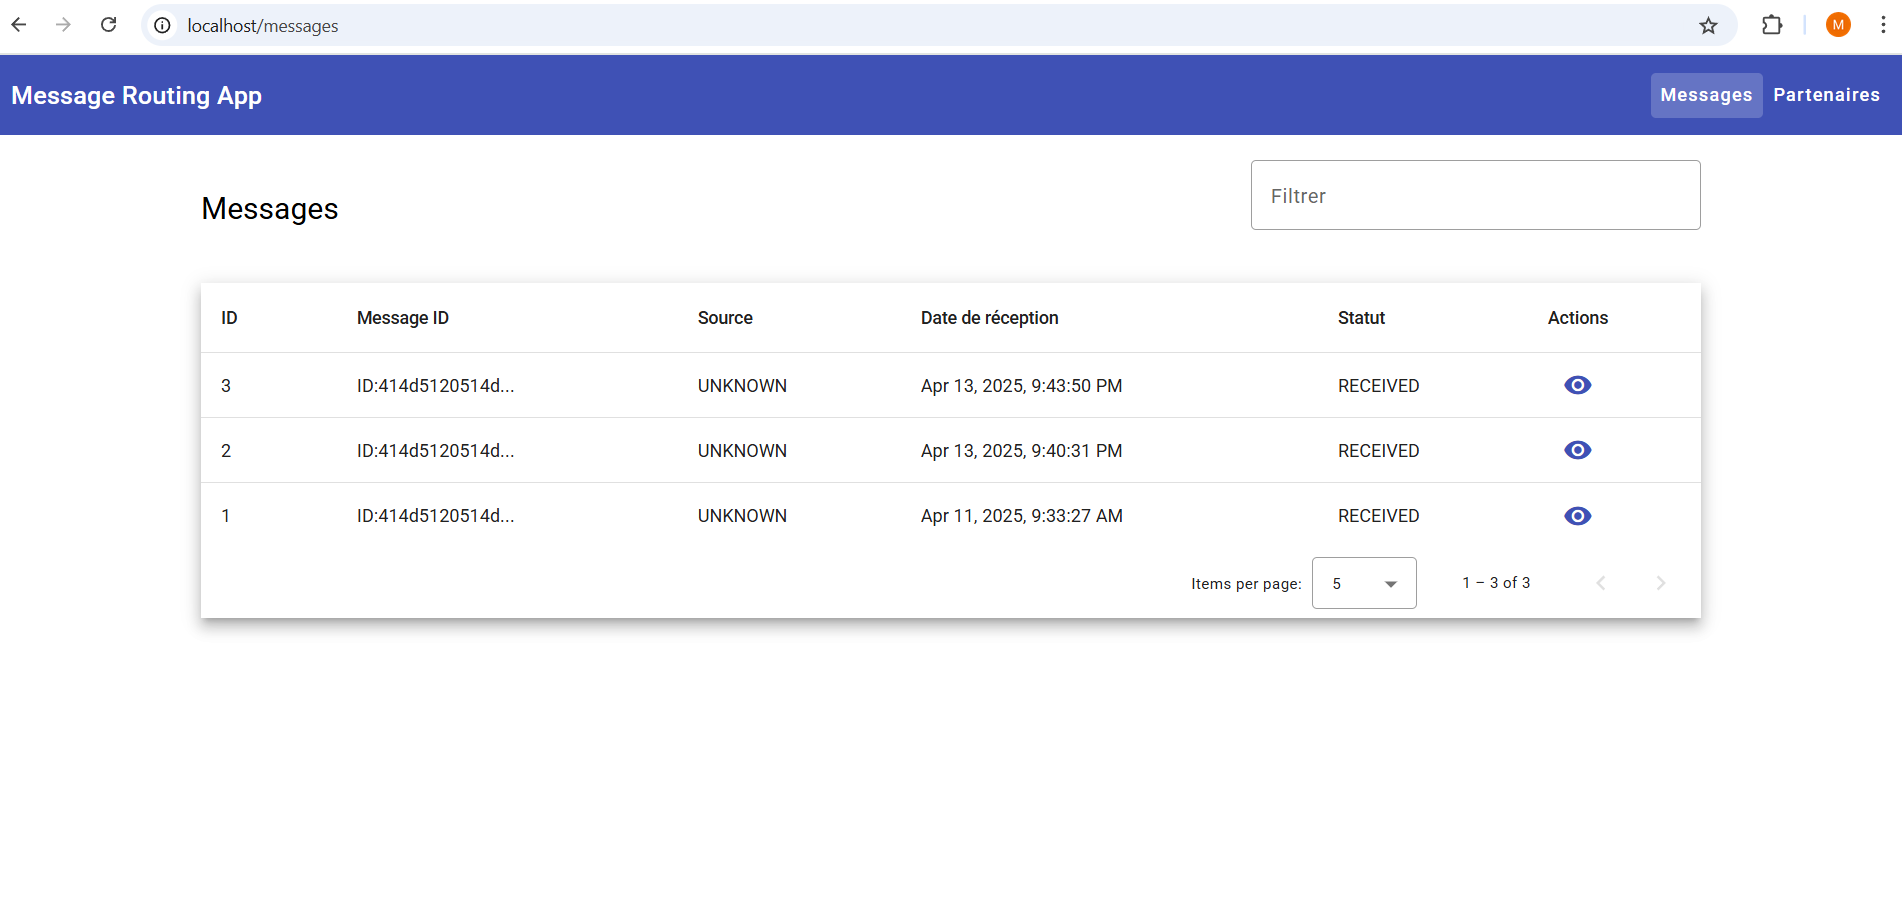 localhost/messages
M
Message Routing App
Messages
Partenaires
Messages
Filtrer
ID Message ID Source Date de réception Statut Actions
3 ID:414d5120514d... UNKNOWN Apr 13, 2025, 9:43:50 PM RECEIVED
2 ID:414d5120514d... UNKNOWN Apr 13, 2025, 9:40:31 PM RECEIVED
1 ID:414d5120514d... UNKNOWN Apr 11, 2025, 9:33:27 AM RECEIVED
Items per page: 5 1 – 3 of 3